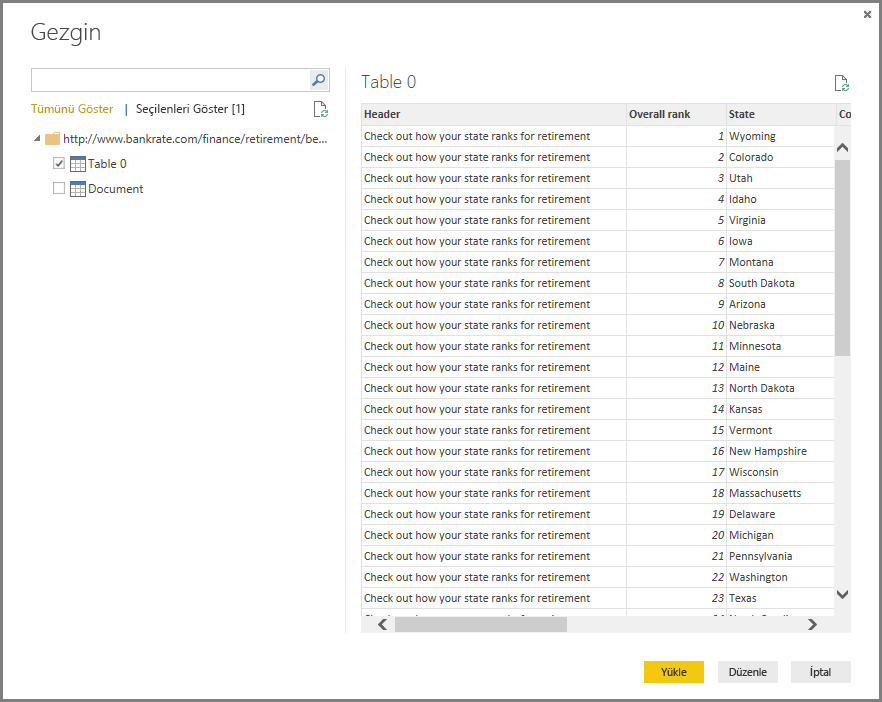 Gezgin
Tümünü Göster | Seçilenleri Göster [1]
http://www.bankrate.com/finance/retirement/be...
Table 0
Document
Table 0
Header Overall rank State Co
Check out how your state ranks for retirement 1 Wyoming
Check out how your state ranks for retirement 2 Colorado
Check out how your state ranks for retirement 3 Utah
Check out how your state ranks for retirement 4 Idaho
Check out how your state ranks for retirement 5 Virginia
Check out how your state ranks for retirement 6 Iowa
Check out how your state ranks for retirement 7 Montana
Check out how your state ranks for retirement 8 South Dakota
Check out how your state ranks for retirement 9 Arizona
Check out how your state ranks for retirement 10 Nebraska
Check out how your state ranks for retirement 11 Minnesota
Check out how your state ranks for retirement 12 Maine
Check out how your state ranks for retirement 13 North Dakota
Check out how your state ranks for retirement 14 Kansas
Check out how your state ranks for retirement 15 Vermont
Check out how your state ranks for retirement 16 New Hampshire
Check out how your state ranks for retirement 17 Wisconsin
Check out how your state ranks for retirement 18 Massachusetts
Check out how your state ranks for retirement 19 Delaware
Check out how your state ranks for retirement 20 Michigan
Check out how your state ranks for retirement 21 Pennsylvania
Check out how your state ranks for retirement 22 Washington
Check out how your state ranks for retirement 23 Texas
Yükle Düzenle İptal